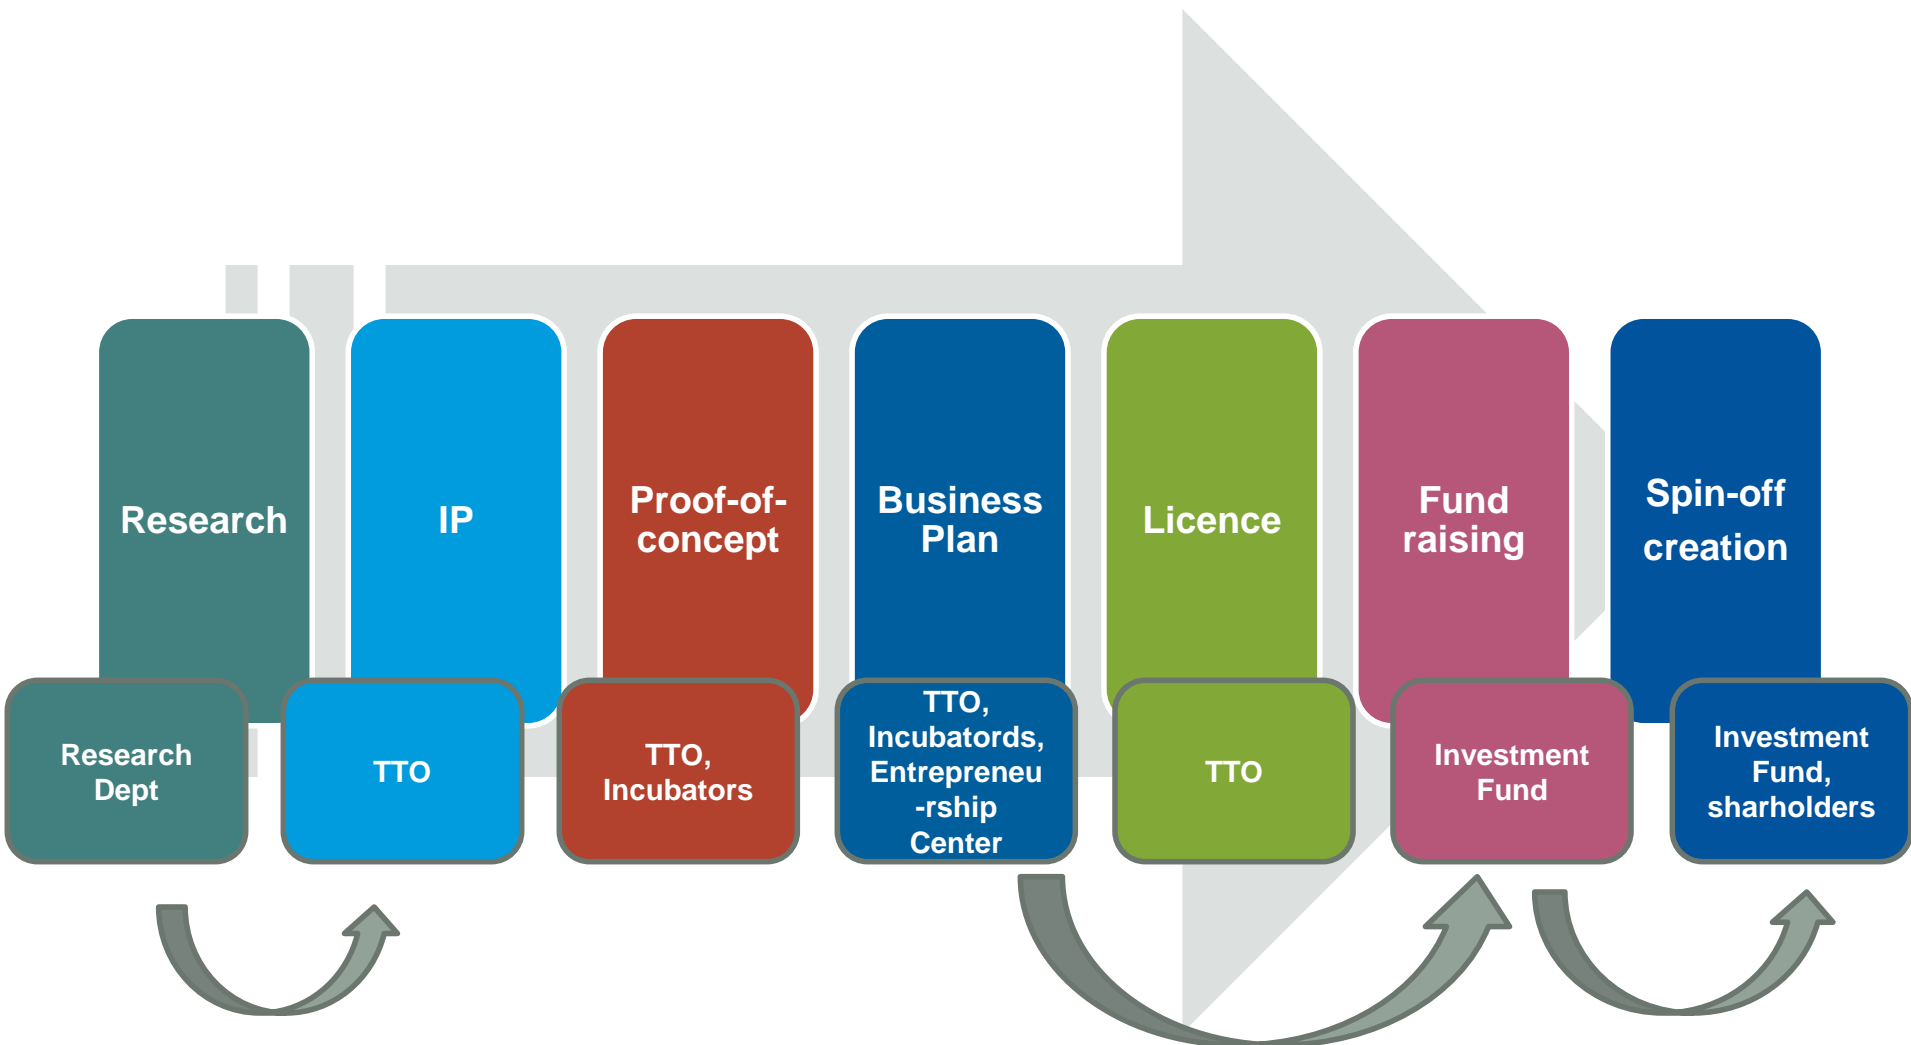 Research
IP
Proof-of-
concept
Business
Plan
Licence
Fund
raising
Spin-off
creation
Research
Dept
TTO
TTO,
Incubators
TTO,
Incubatords,
Entrepreneu
-rship
Center
TTO
Investment
Fund
Investment
Fund,
sharholders